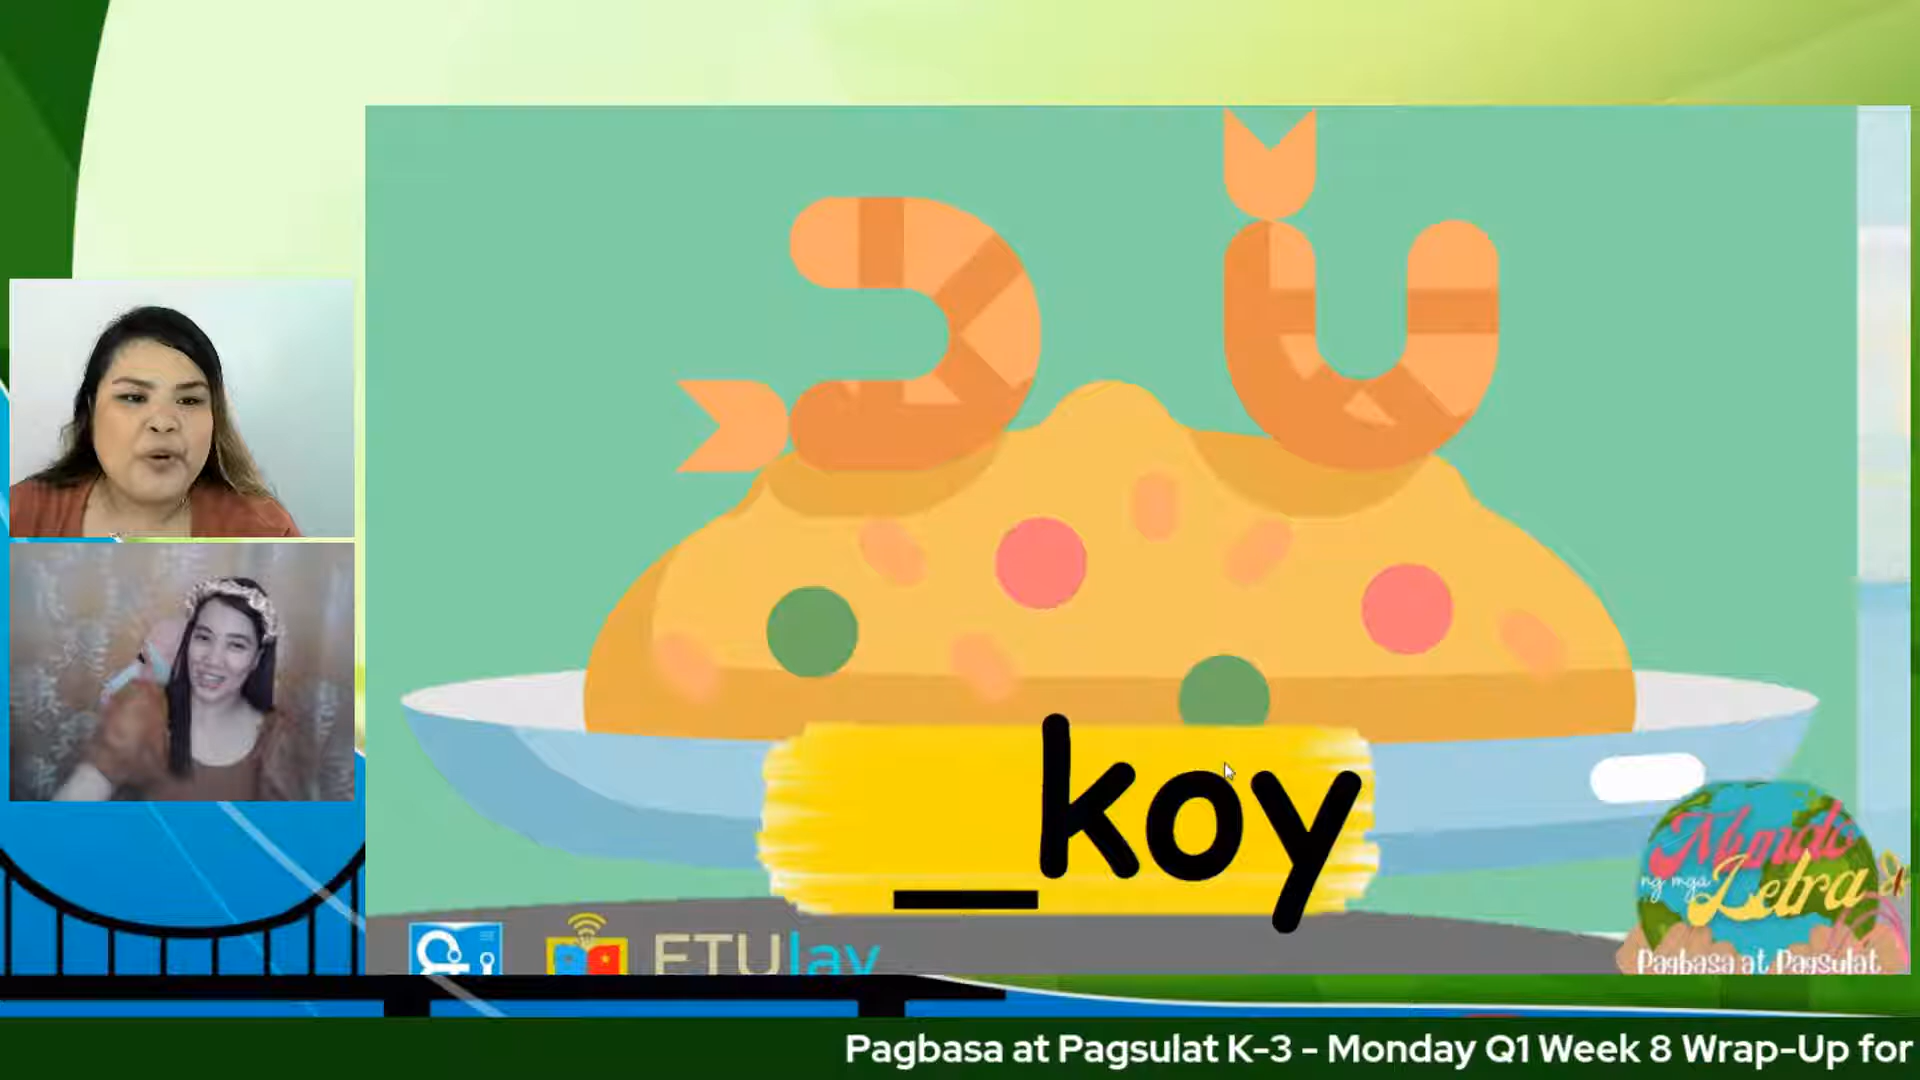 _koy
ETUlay
Mundo
ng mga
Letra
Pagbasa at Pagsulat
Pagbasa at Pagsulat K-3 - Monday Q1 Week 8 Wrap-Up for